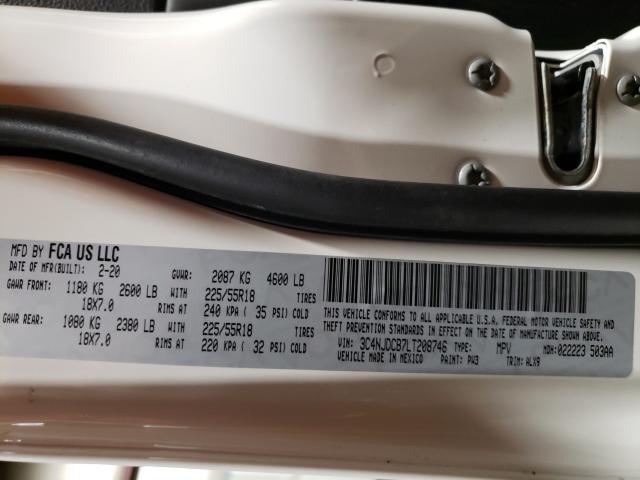 MFD BY FCA US LLC
DATE OF MFR(BUILT): 2-20 GVWR: 2087 KG 4600 LB
GAWR FRONT: 1180 KG 2600 LB WITH 225/55R18 TIRES
18X7.0 RIMS AT 240 KPA ( 35 PSI) COLD
GAWR REAR: 1080 KG 2380 LB WITH 225/55R18 TIRES
18X7.0 RIMS AT 220 KPA ( 32 PSI) COLD
THIS VEHICLE CONFORMS TO ALL APPLICABLE U.S.A. FEDERAL MOTOR VEHICLE SAFETY AND
THEFT PREVENTION STANDARDS IN EFFECT ON THE DATE OF MANUFACTURE SHOWN ABOVE.
VIN: 3C4NJDCB7LT208746 TYPE: MPV MDH: 022223 503AA
VEHICLE MADE IN MEXICO PAINT: PW3 TRIM: ALX9